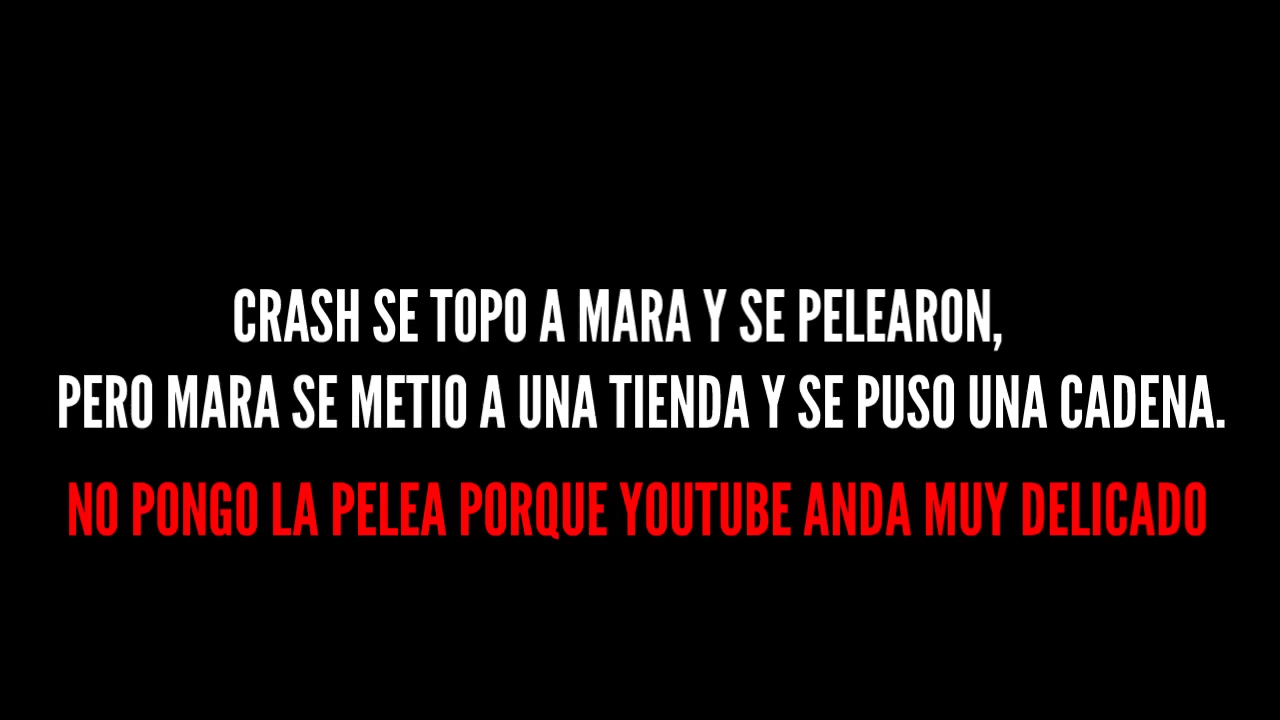 CRASH SE TOPO A MARA Y SE PELEARON,
PERO MARA SE METIO A UNA TIENDA Y SE PUSO UNA CADENA.
NO PONGO LA PELEA PORQUE YOUTUBE ANDA MUY DELICADO